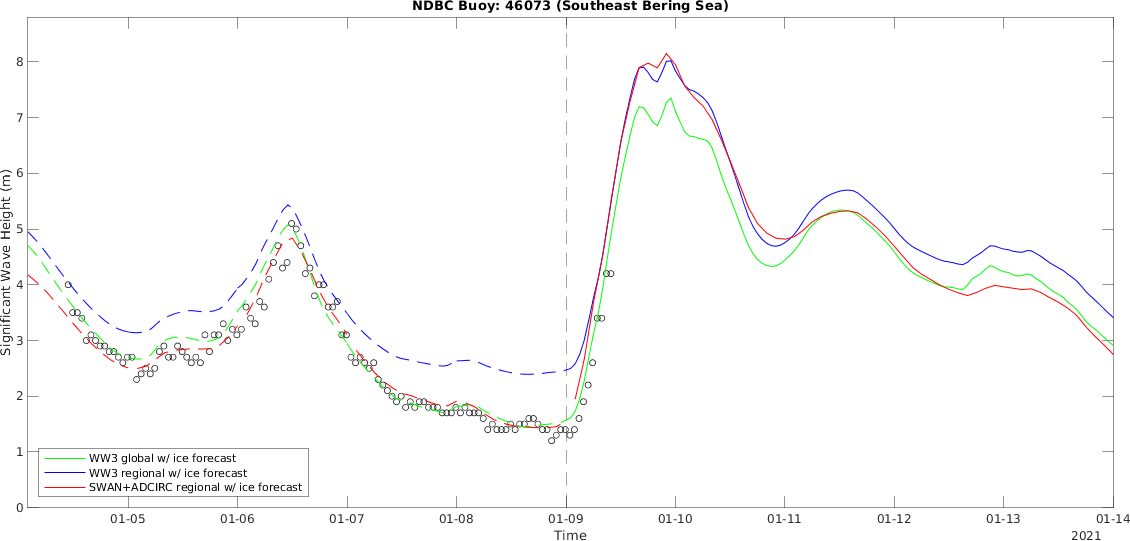 NDBC Buoy: 46073 (Southeast Bering Sea)
8
7
6
5
4
3
2
1
0
Significant Wave Height (m)
WW3 global w/ ice forecast
WW3 regional w/ ice forecast
SWAN+ADCIRC regional w/ ice forecast
01-05 01-06 01-07 01-08 01-09 01-10 01-11 01-12 01-13 01-14
Time
2021